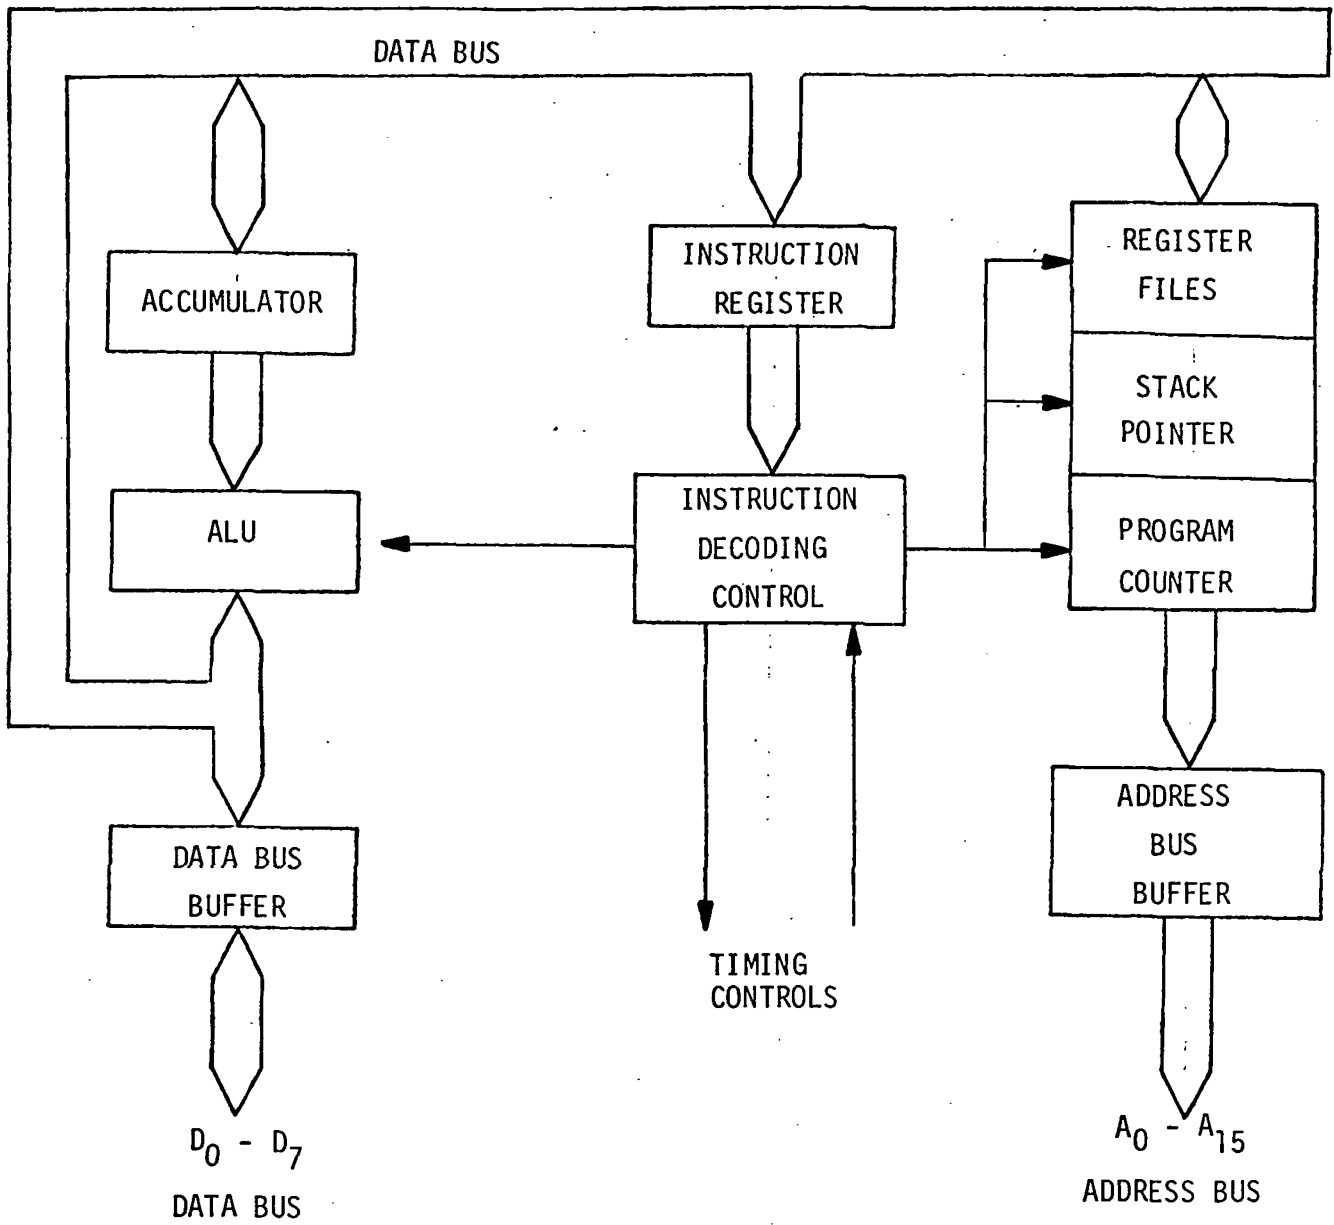 DATA BUS
ACCUMULATOR
ALU
DATA BUS
BUFFER
D0 - D7
DATA BUS
INSTRUCTION
REGISTER
INSTRUCTION
DECODING
CONTROL
TIMING
CONTROLS
REGISTER
FILES
STACK
POINTER
PROGRAM
COUNTER
ADDRESS
BUS
BUFFER
A0 - A15
ADDRESS BUS